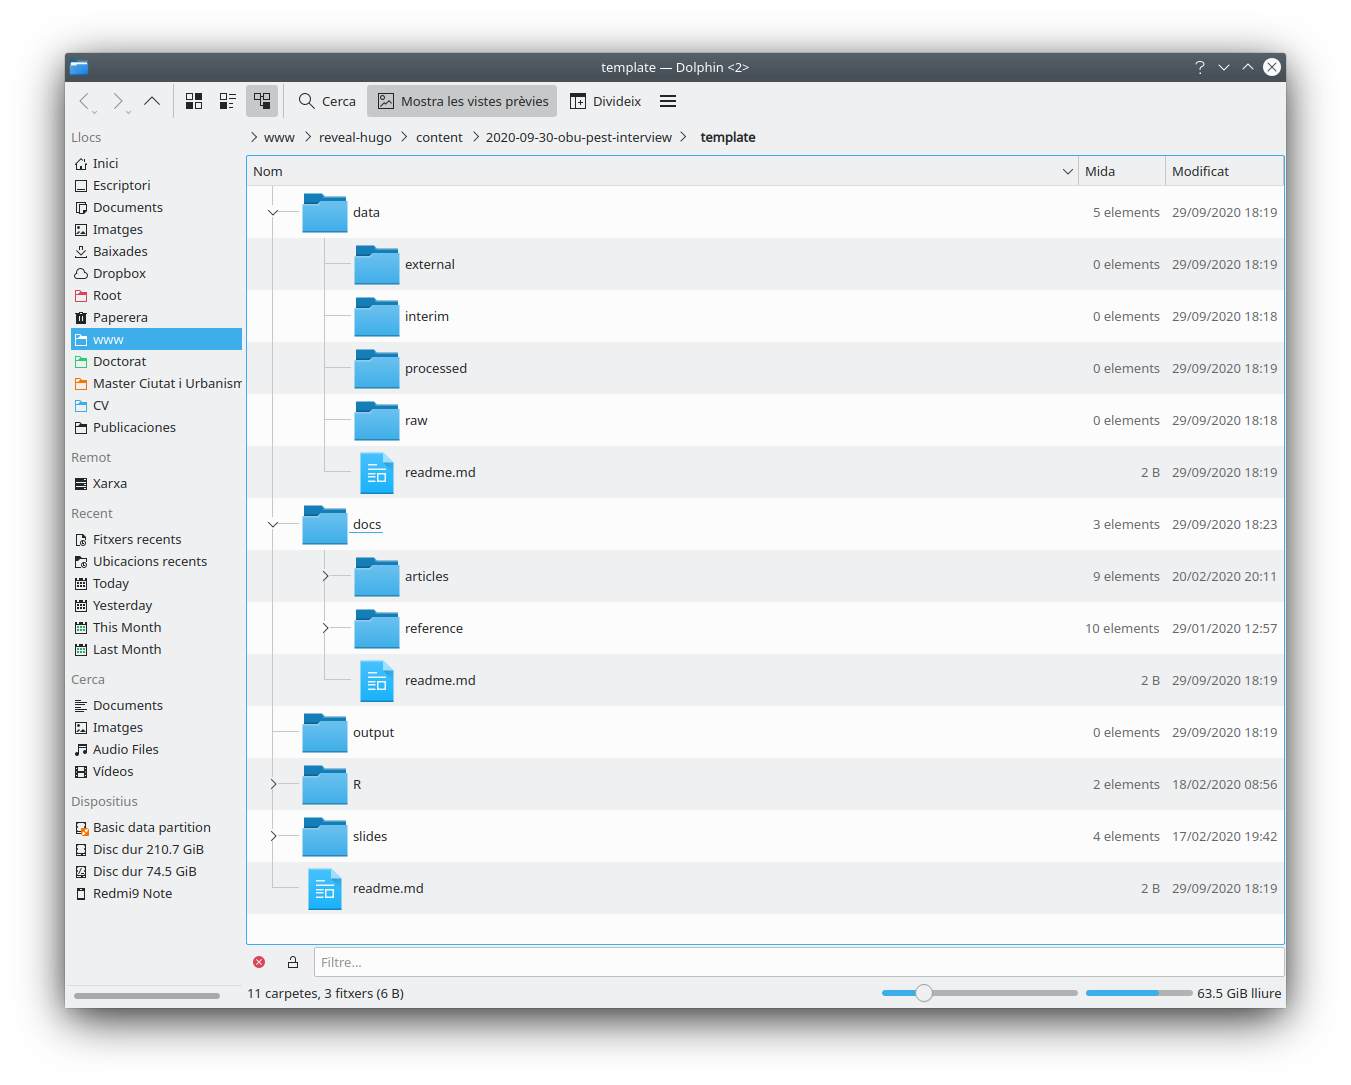 template — Dolphin <2>
Cerca
Mostra les vistes prèvies
Divideix
Llocs
Inici
Escriptori
Documents
Imatges
Baixades
Dropbox
Root
Paperera
www
Doctorat
Master Ciutat i Urbanism
CV
Publicaciones
Remot
Xarxa
Recent
Fitxers recents
Ubicacions recents
Today
Yesterday
This Month
Last Month
Cerca
Documents
Imatges
Audio Files
Vídeos
Dispositius
Basic data partition
Disc dur 210.7 GiB
Disc dur 74.5 GiB
Redmi9 Note
> www > reveal-hugo > content > 2020-09-30-obu-pest-interview > template
Nom Mida Modificat
data 5 elements 29/09/2020 18:19
external 0 elements 29/09/2020 18:19
interim 0 elements 29/09/2020 18:18
processed 0 elements 29/09/2020 18:19
raw 0 elements 29/09/2020 18:18
readme.md 2 B 29/09/2020 18:19
docs 3 elements 29/09/2020 18:23
articles 9 elements 20/02/2020 20:11
reference 10 elements 29/01/2020 12:57
readme.md 2 B 29/09/2020 18:19
output 0 elements 29/09/2020 18:19
R 2 elements 18/02/2020 08:56
slides 4 elements 17/02/2020 19:42
readme.md 2 B 29/09/2020 18:19
Filtre...
11 carpetes, 3 fitxers (6 B)
63.5 GiB lliure